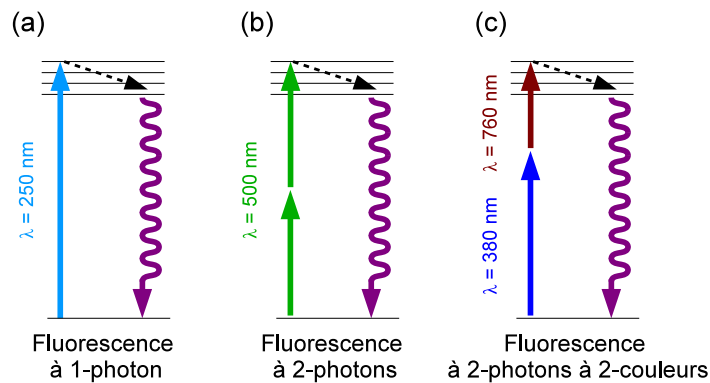 (a)
λ = 250 nm
Fluorescence
à 1-photon
(b)
λ = 500 nm
Fluorescence
à 2-photons
(c)
λ = 760 nm
λ = 380 nm
Fluorescence
à 2-photons à 2-couleurs